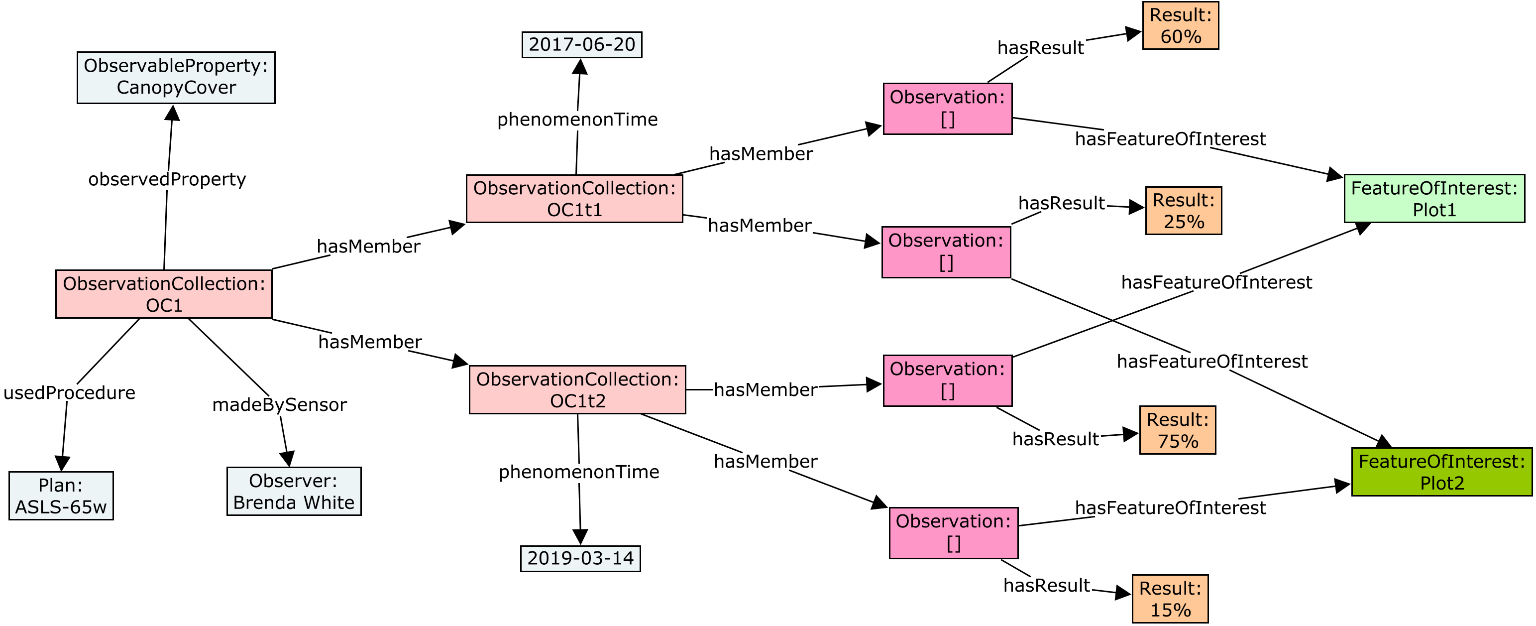 Result:
60%
2017-06-20
hasResult
ObservableProperty:
CanopyCover
Observation:
[]
phenomenonTime
hasFeatureOfInterest
hasMember
observedProperty
ObservationCollection:
OC1t1
FeatureOfInterest:
Plot1
hasResult
Result:
25%
hasMember
hasMember
Observation:
[]
ObservationCollection:
OC1
hasFeatureOfInterest
hasMember
hasFeatureOfInterest
Observation:
[]
ObservationCollection:
OC1t2
hasMember
usedProcedure
madeBySensor
Result:
75%
hasResult
phenomenonTime
hasMember
FeatureOfInterest:
Plot2
Plan:
ASLS-65w
Observer:
Brenda White
hasFeatureOfInterest
Observation:
[]
2019-03-14
hasResult
Result:
15%